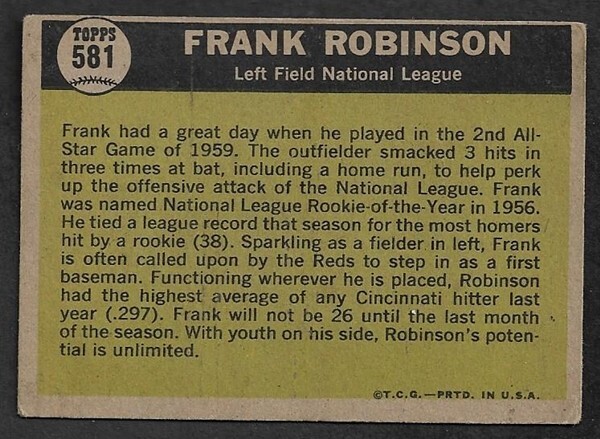 TOPPS
581
FRANK ROBINSON
Left Field National League
Frank had a great day when he played in the 2nd All-
Star Game of 1959. The outfielder smacked 3 hits in
three times at bat, including a home run, to help perk
up the offensive attack of the National League. Frank
was named National League Rookie-of-the-Year in 1956.
He tied a league record that season for the most homers
hit by a rookie (38). Sparkling as a fielder in left, Frank
is often called upon by the Reds to step in as a first
baseman. Functioning wherever he is placed, Robinson
had the highest average of any Cincinnati hitter last
year (.297). Frank will not be 26 until the last month
of the season. With youth on his side, Robinson's poten-
tial is unlimited.
©T.C.G.—PRTD. IN U.S.A.